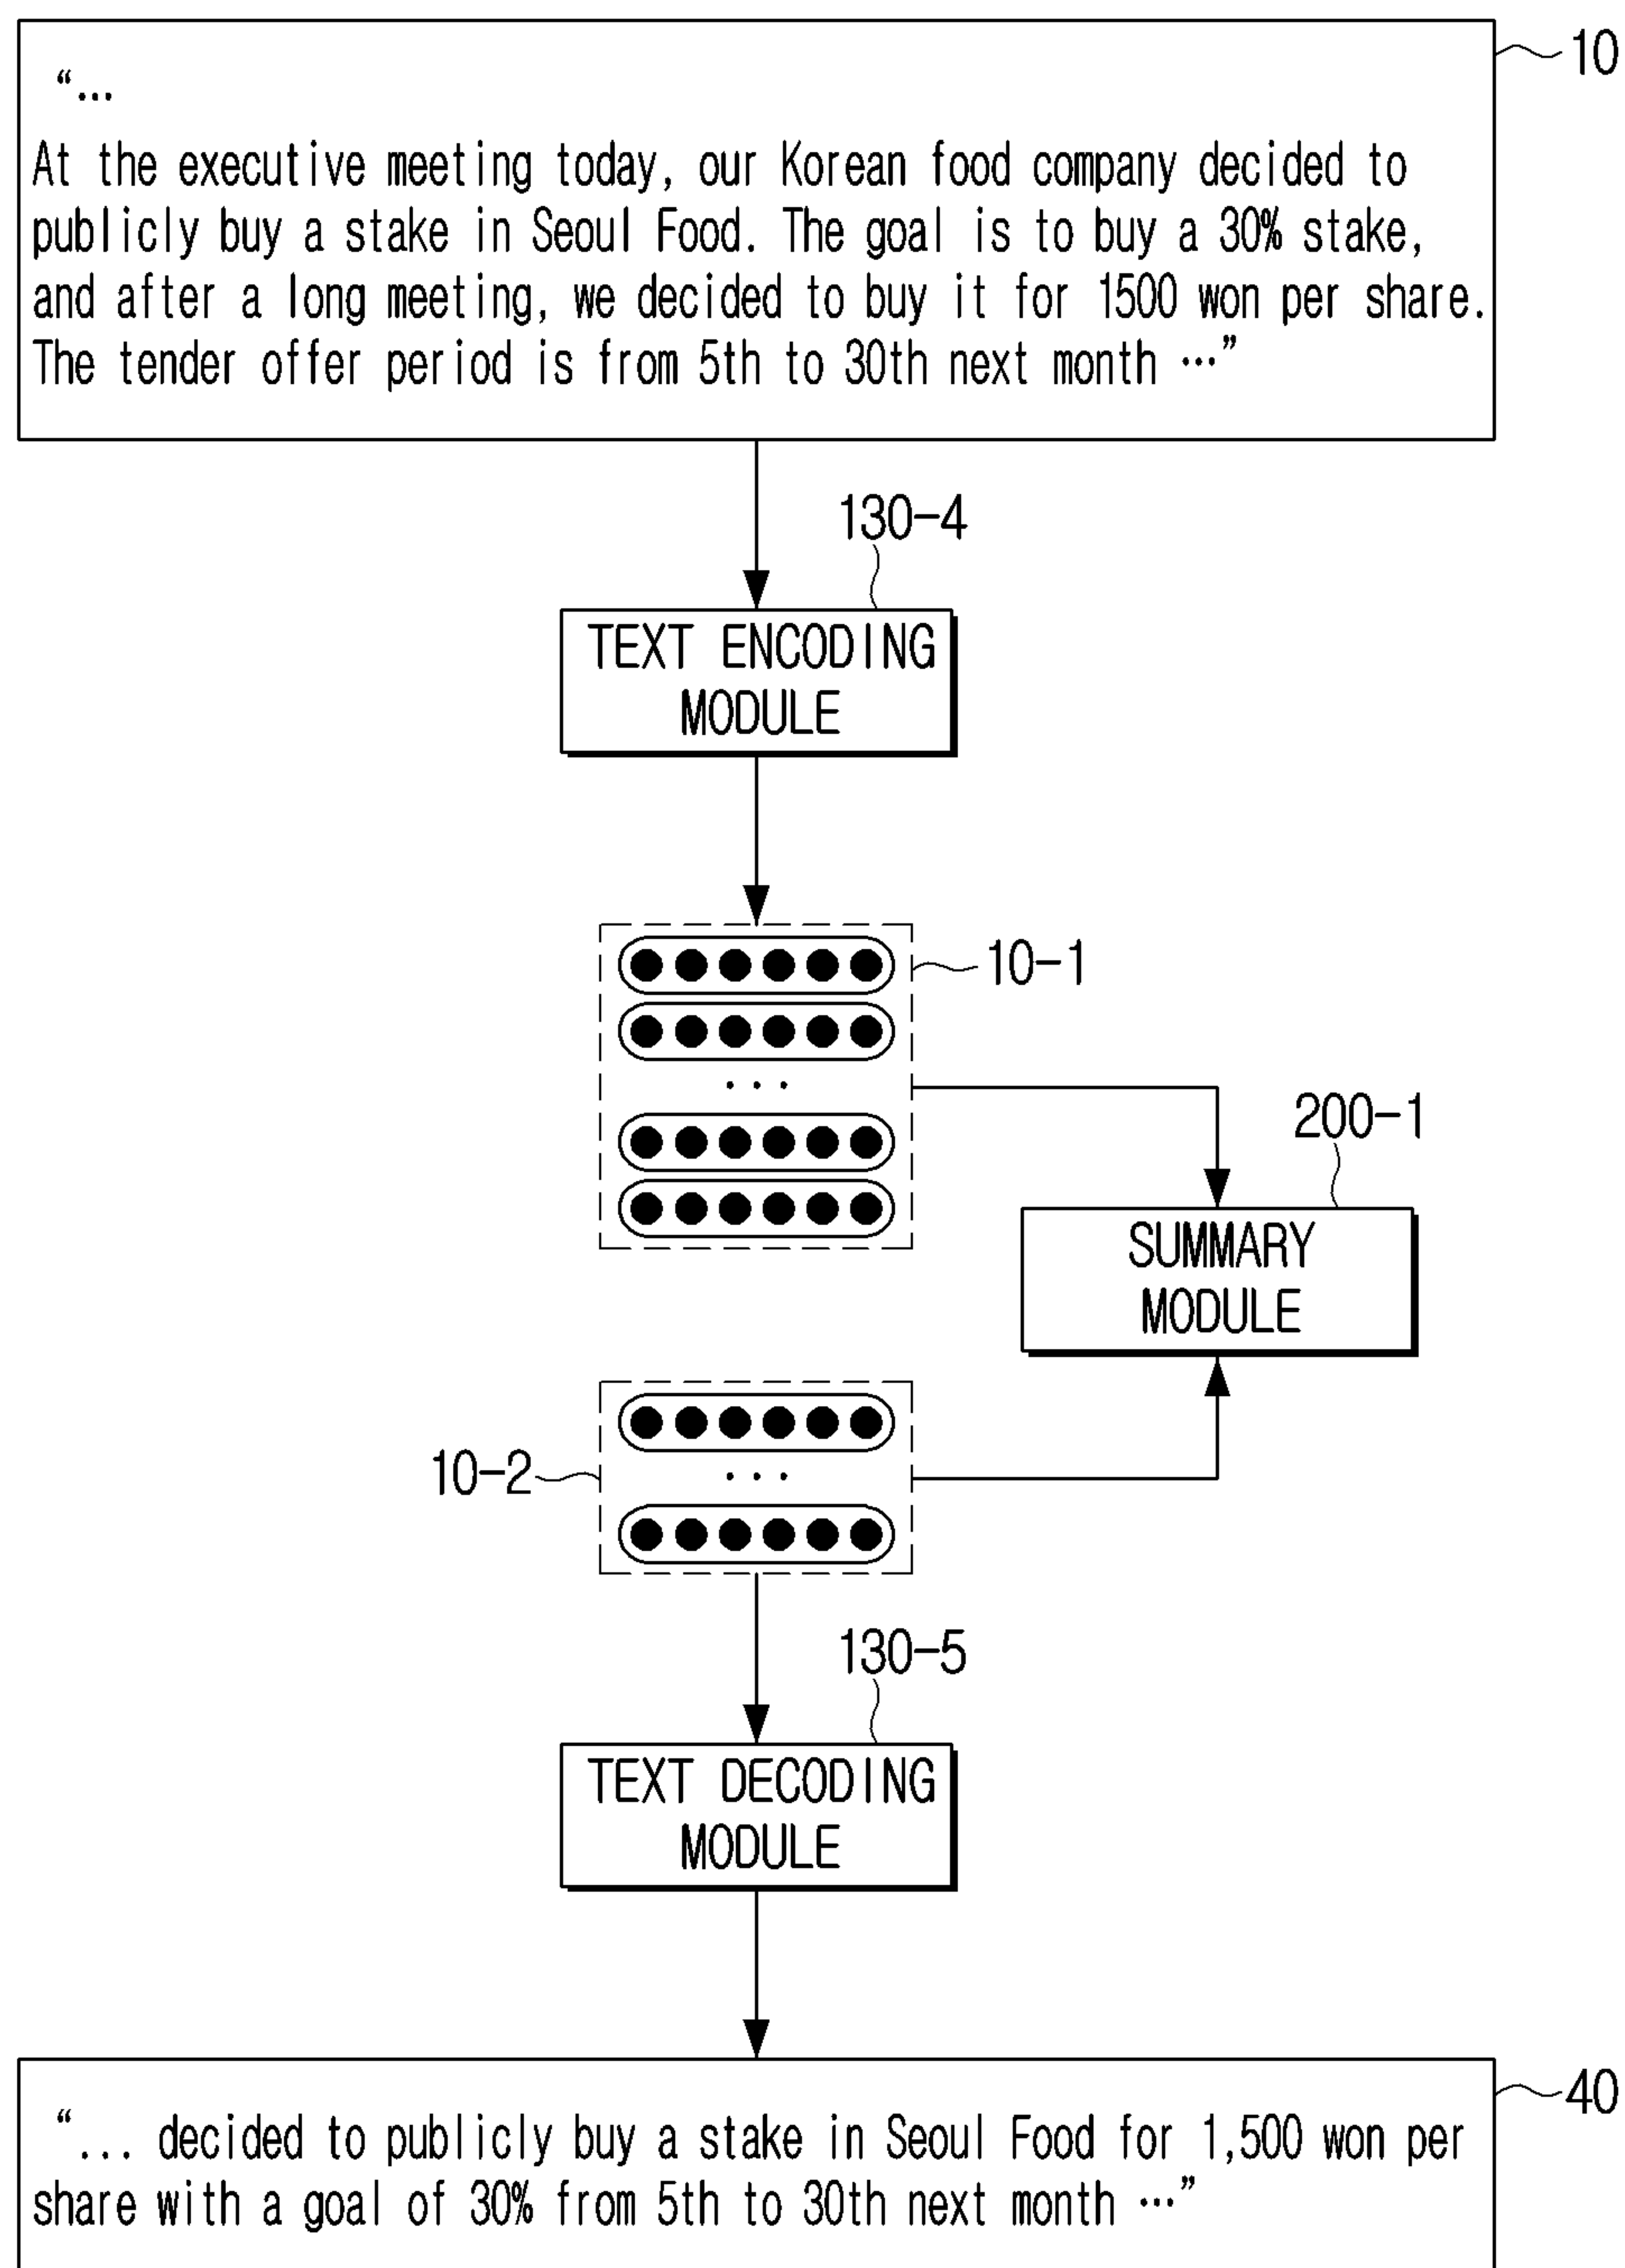 10
“...
At the executive meeting today, our Korean food company decided to
publicly buy a stake in Seoul Food. The goal is to buy a 30% stake,
and after a long meeting, we decided to buy it for 1500 won per share.
The tender offer period is from 5th to 30th next month ...”
130-4
TEXT ENCODING
MODULE
10-1
...
200-1
SUMMARY
MODULE
10-2
...
130-5
TEXT DECODING
MODULE
40
“... decided to publicly buy a stake in Seoul Food for 1,500 won per
share with a goal of 30% from 5th to 30th next month ...”